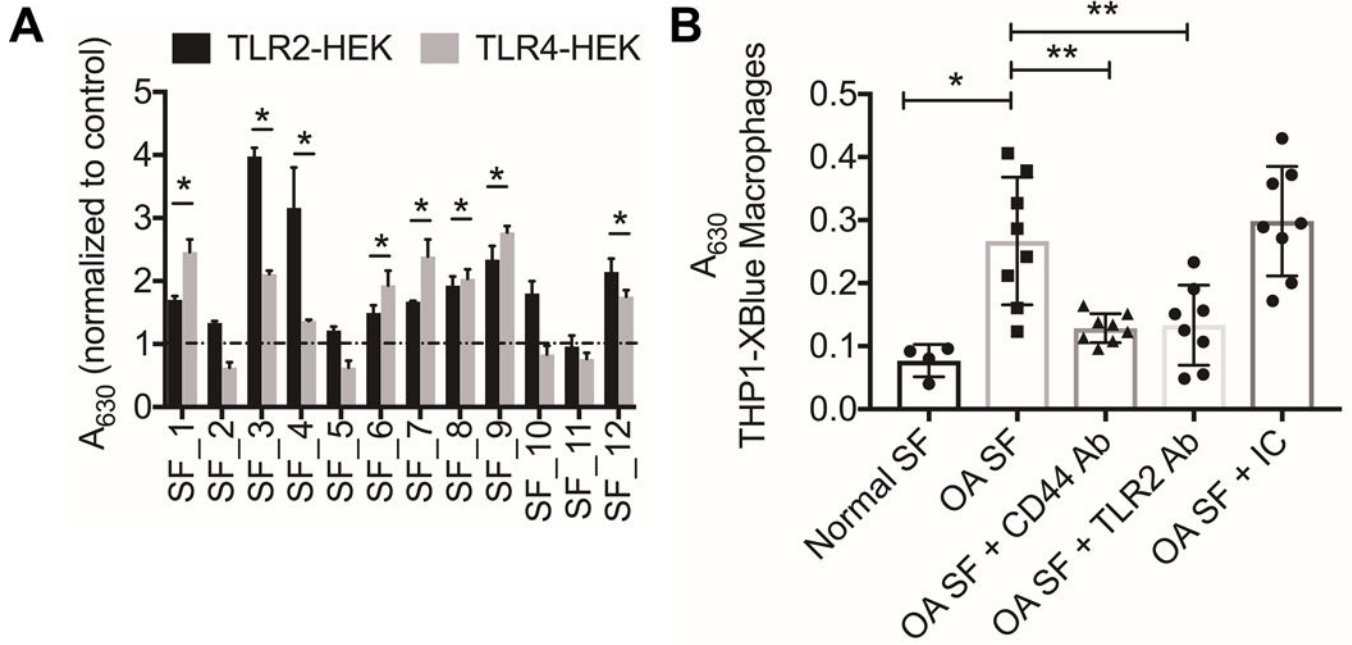 A
TLR2-HEK TLR4-HEK
A630 (normalized to control)
5
4
3
2
1
0
* * * * * * * *
SF_1
SF_2
SF_3
SF_4
SF_5
SF_6
SF_7
SF_8
SF_9
SF_10
SF_11
SF_12
B
A630
THP1-XBlue Macrophages
**
**
*
0.5
0.4
0.3
0.2
0.1
0.0
Normal SF
OA SF
OA SF + CD44 Ab
OA SF + TLR2 Ab
OA SF + IC